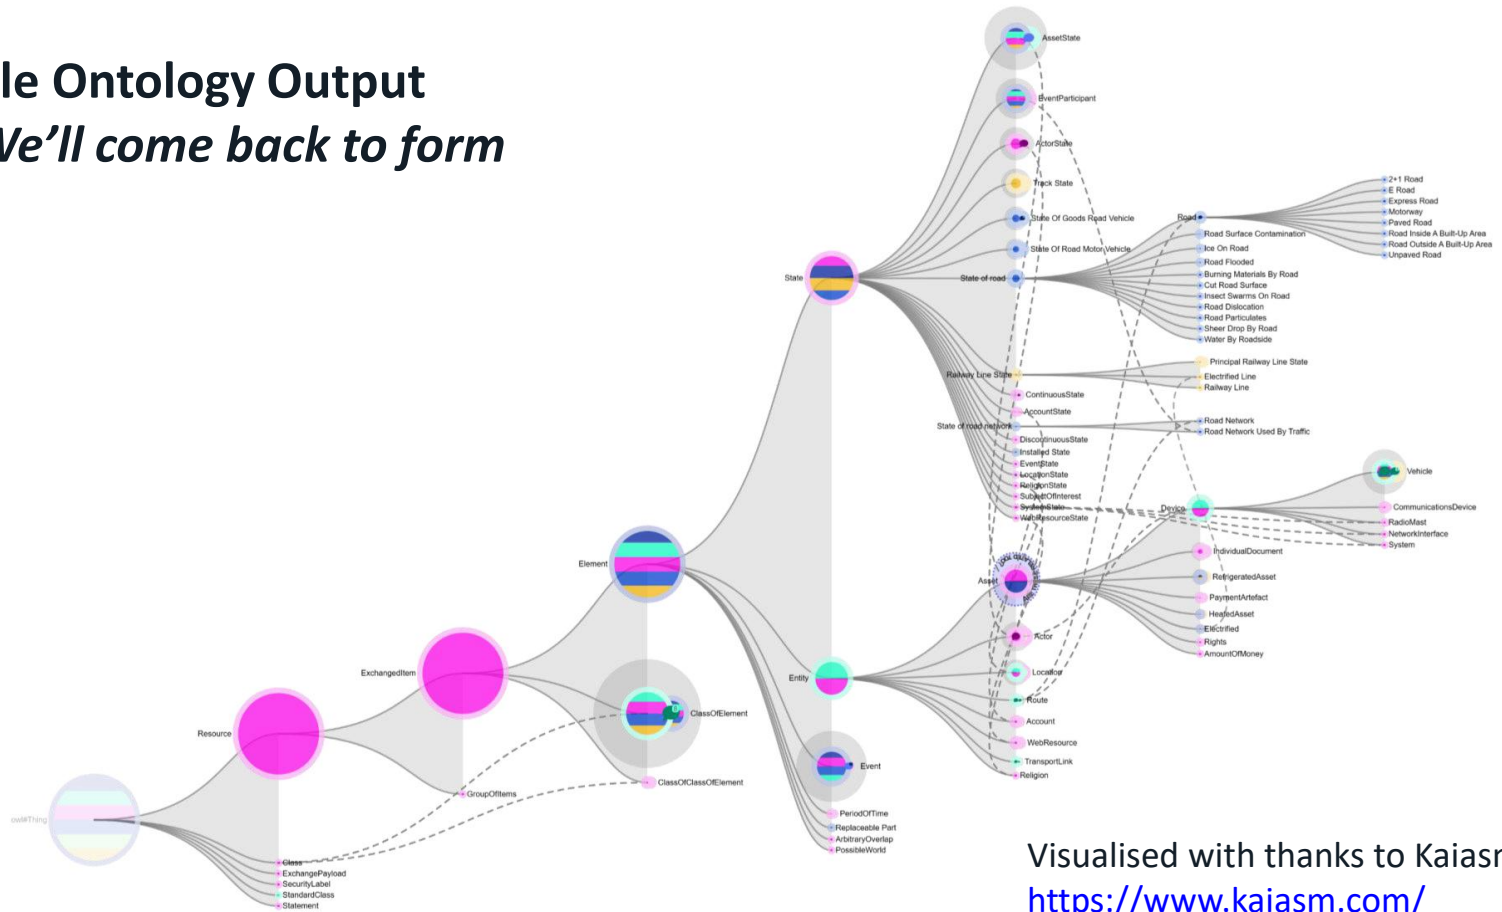 le Ontology Output
We'll come back to form
AssetState
EventParticipant
ActorState
Track State
State Of Goods Road Vehicle
State Of Road Motor Vehicle
State
State of road
Road
2+1 Road
E Road
Express Road
Motorway
Paved Road
Road Inside A Built-Up Area
Road Outside A Built-Up Area
Unpaved Road
Road Surface Contamination
Ice On Road
Road Flooded
Burning Materials By Road
Cut Road Surface
Insect Swarms On Road
Road Dislocation
Road Particulates
Sheer Drop By Road
Water By Roadside
Railway Line State
Principal Railway Line State
Electrified Line
Railway Line
ContinuousState
AccountState
State of road network
Road Network
Road Network Used By Traffic
DiscontinuousState
Installed State
EventState
LocationState
ReligionState
SubjectOfInterest
SystemState
WebResourceState
Device
Vehicle
CommunicationsDevice
RadioMast
NetworkInterface
System
Element
Asset
IndividualDocument
RefrigeratedAsset
PaymentArtefact
HeatedAsset
Electrified
Rights
AmountOfMoney
Actor
Location
Route
Account
WebResource
TransportLink
Religion
Entity
Event
PeriodOfTime
Replaceable Part
ArbitraryOverlap
PossibleWorld
ExchangedItem
ClassOfElement
ClassOfClassOfElement
Resource
GroupOfItems
owl#Thing
Class
ExchangePayload
SecurityLabel
StandardClass
Statement
Visualised with thanks to Kaiasm
https://www.kaiasm.com/